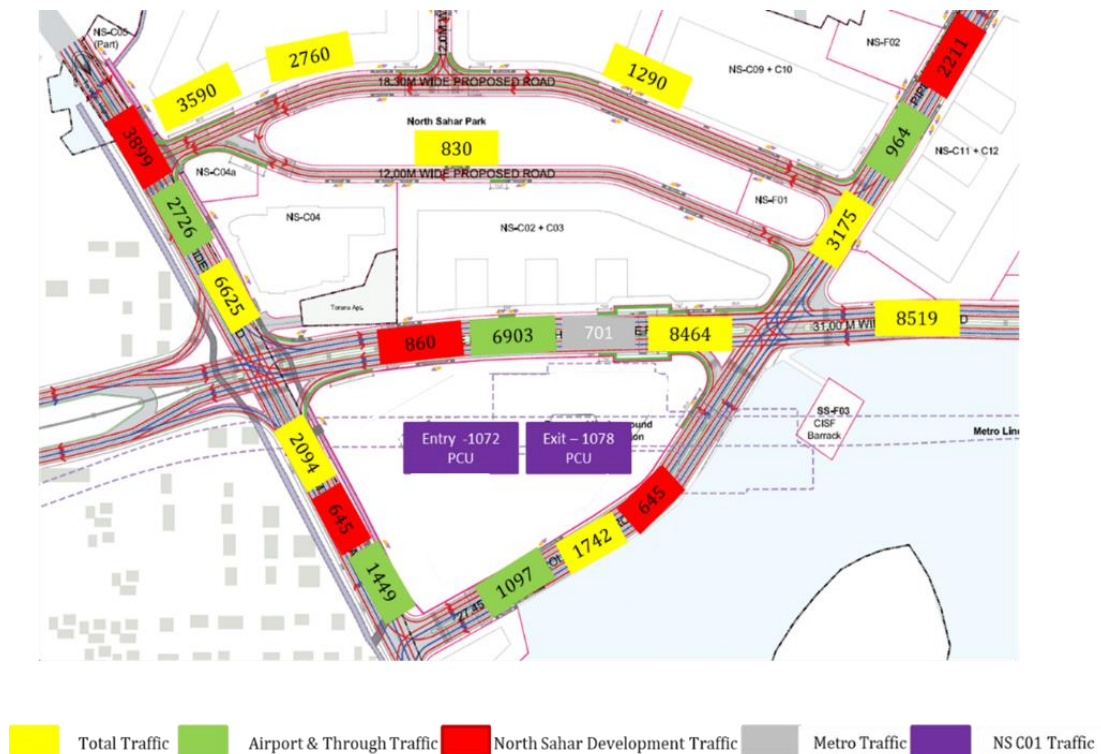 NS-C05
(Part)
NS-F02
2211
2760
3590
1290
12.0M
18.30M WIDE PROPOSED ROAD
NS-C09 + C10
North Sahar Park
3899
830
964
NS-C11 + C12
NS-C04a
12.00M WIDE PROPOSED ROAD
NS-F01
2726
NS-C04
NS-C02 + C03
3175
6625
860
6903
701
8464
8519
31.00 M WI
SS-F03
CISF
Barrack
Entry -1072
PCU
Exit – 1078
PCU
Metro Lin
2094
645
645
1742
1449
1097
27.45
Total Traffic
Airport & Through Traffic
North Sahar Development Traffic
Metro Traffic
NS C01 Traffic